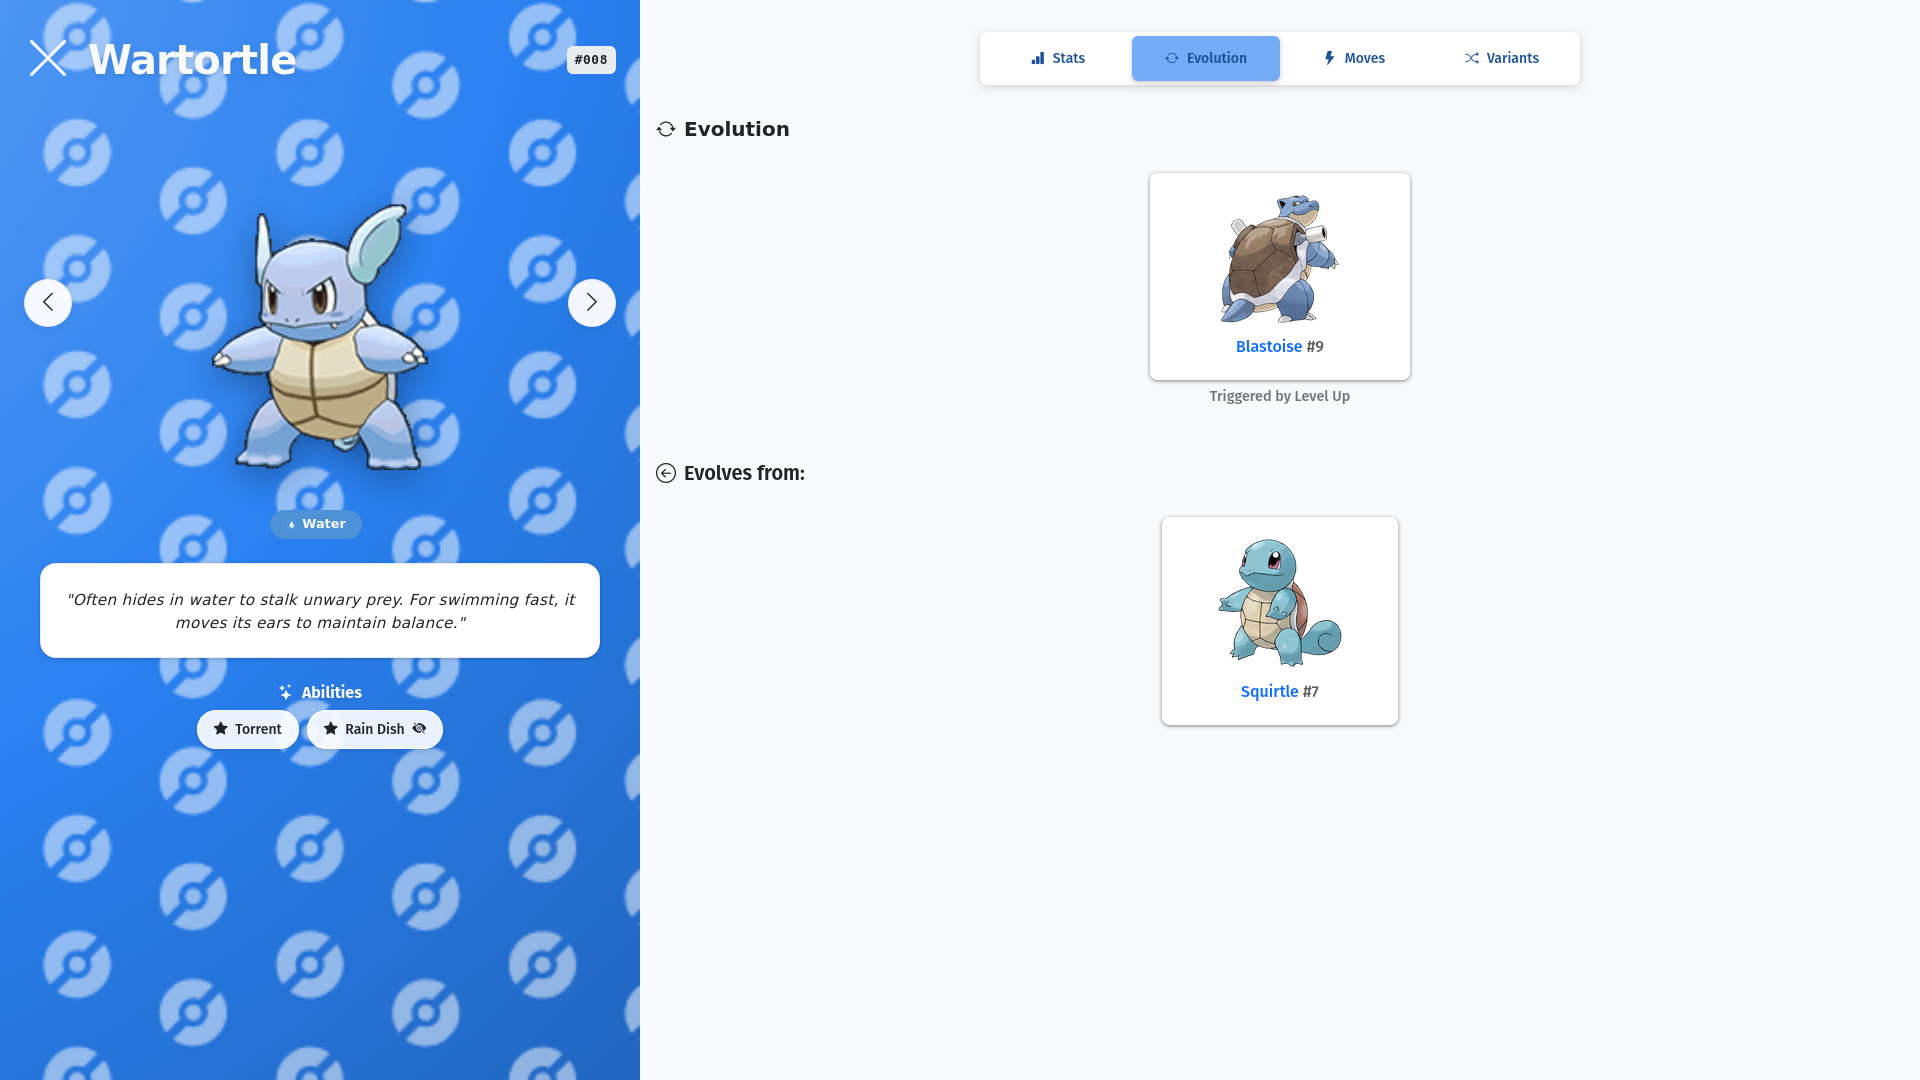 Wartortle
#008
Water
"Often hides in water to stalk unwary prey. For swimming fast, it
moves its ears to maintain balance."
Abilities
Torrent
Rain Dish
Stats
Evolution
Moves
Variants
Evolution
Blastoise #9
Triggered by Level Up
Evolves from:
Squirtle #7